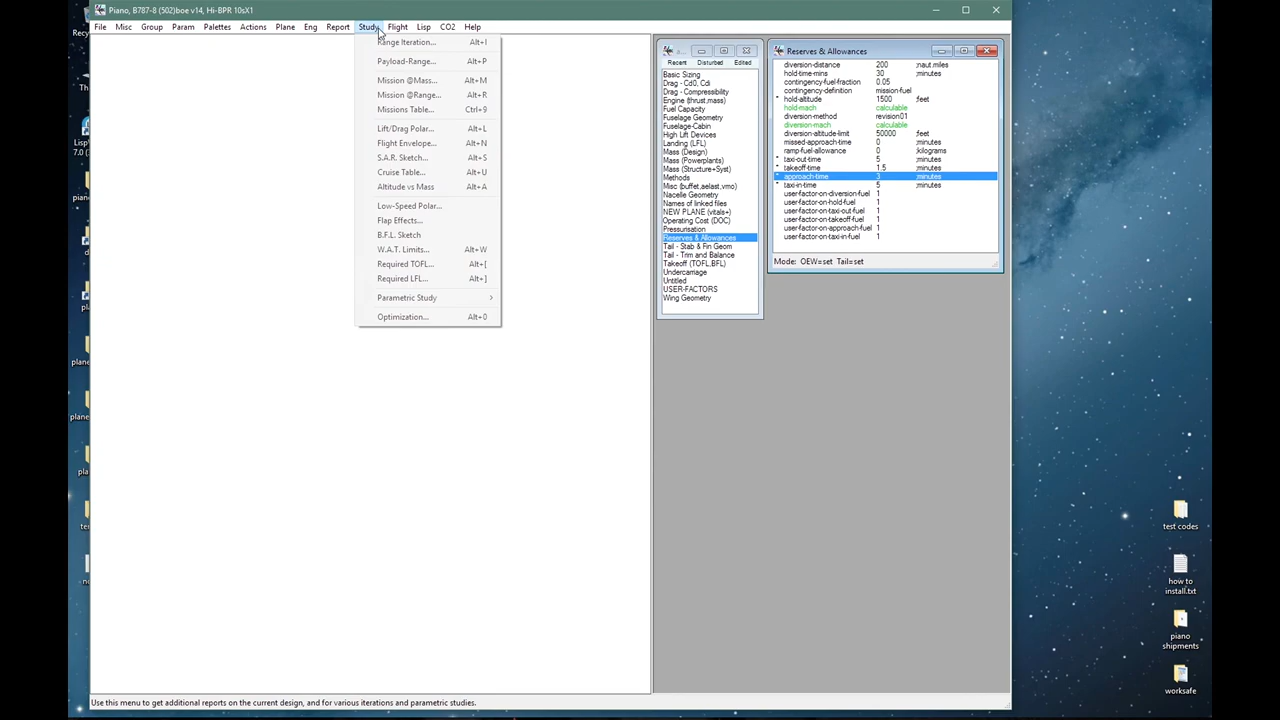 Piano, B787-8 (502)boe v14, Hi-BPR 10sX1
File Misc Group Param Palettes Actions Plane Eng Report Study Flight Lisp CO2 Help
Range Iteration... Alt+I
Payload-Range... Alt+P
Mission @Mass... Alt+M
Mission @Range... Alt+R
Missions Table... Ctrl+9
Lift/Drag Polar... Alt+L
Flight Envelope... Alt+N
S.A.R. Sketch... Alt+S
Cruise Table... Alt+U
Altitude vs Mass Alt+A
Low-Speed Polar...
Flap Effects...
B.F.L. Sketch
W.A.T. Limits... Alt+W
Required TOFL... Alt+[
Required LFL... Alt+]
Parametric Study >
Optimization... Alt+0
Recent Disturbed Edited
Basic Sizing
Drag - Cd0, Cdi
Drag - Compressibility
Engine (thrust,mass)
Fuel Capacity
Fuselage Geometry
Fuselage-Cabin
High Lift Devices
Landing (LFL)
Mass (Design)
Mass (Powerplants)
Mass (Structure+Syst)
Methods
Misc (buffet,aelast,vmo)
Nacelle Geometry
Names of linked files
NEW PLANE (vitals+)
Operating Cost (DOC)
Pressurisation
Reserves & Allowances
Tail - Stab & Fin Geom
Tail - Trim and Balance
Takeoff (TOFL,BFL)
Undercarriage
Untitled
USER-FACTORS
Wing Geometry
Reserves & Allowances
diversion-distance 200 ;naut.miles
hold-time-mins 30 ;minutes
contingency-fuel-fraction 0.05
contingency-definition mission-fuel
* hold-altitude 1500 ;feet
hold-mach calculable
diversion-method revision01
diversion-mach calculable
diversion-altitude-limit 50000 ;feet
missed-approach-time 0 ;minutes
ramp-fuel-allowance 0 ;kilograms
* taxi-out-time 5 ;minutes
* takeoff-time 1.5 ;minutes
* approach-time 3 ;minutes
* taxi-in-time 5 ;minutes
user-factor-on-diversion-fuel 1
user-factor-on-hold-fuel 1
user-factor-on-taxi-out-fuel 1
user-factor-on-takeoff-fuel 1
user-factor-on-approach-fuel 1
user-factor-on-taxi-in-fuel 1
Mode: OEW=set Tail=set
Recy
Th
Lisp
7.0 (
pian
d
pl
plane
plane
pla
te
test codes
how to
install.txt
piano
shipments
worksafe
Use this menu to get additional reports on the current design, and for various iterations and parametric studies.